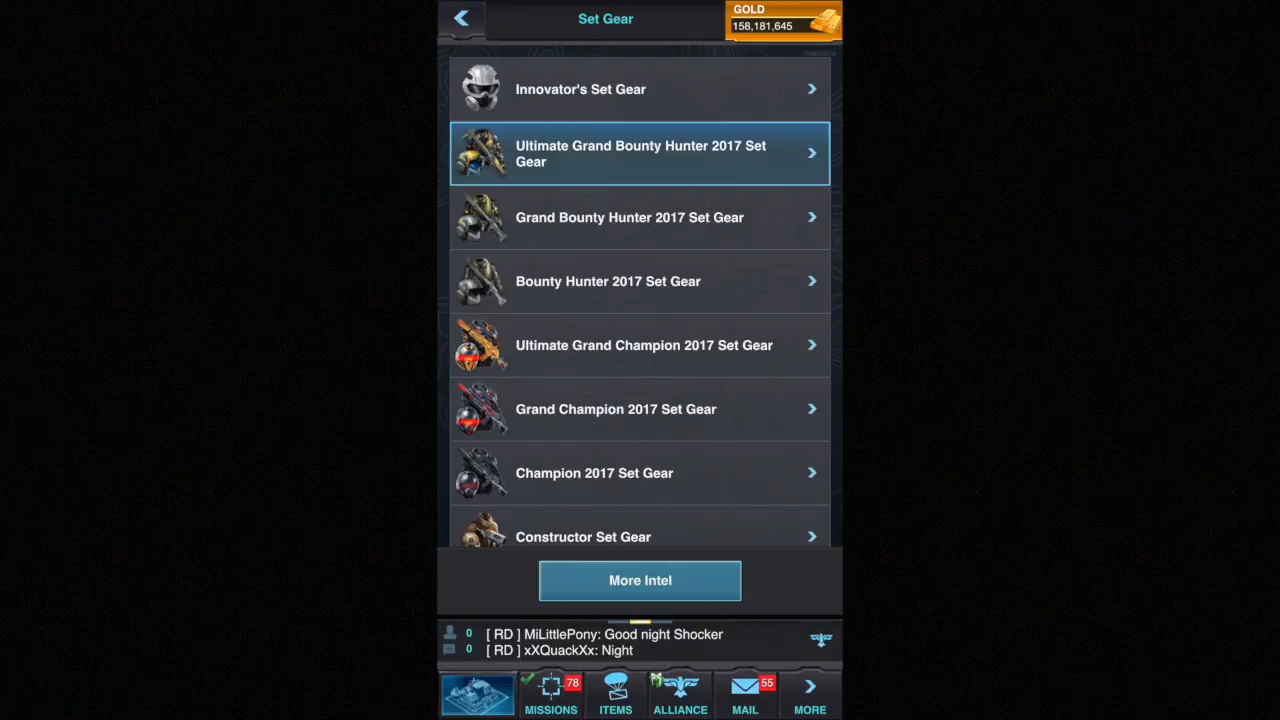 Set Gear
GOLD
158,181,645
Innovator's Set Gear
Ultimate Grand Bounty Hunter 2017 Set
Gear
Grand Bounty Hunter 2017 Set Gear
Bounty Hunter 2017 Set Gear
Ultimate Grand Champion 2017 Set Gear
Grand Champion 2017 Set Gear
Champion 2017 Set Gear
Constructor Set Gear
More Intel
0 [ RD ] MiLittlePony: Good night Shocker
0 [ RD ] xXQuackXx: Night
78
55
MISSIONS ITEMS ALLIANCE MAIL MORE